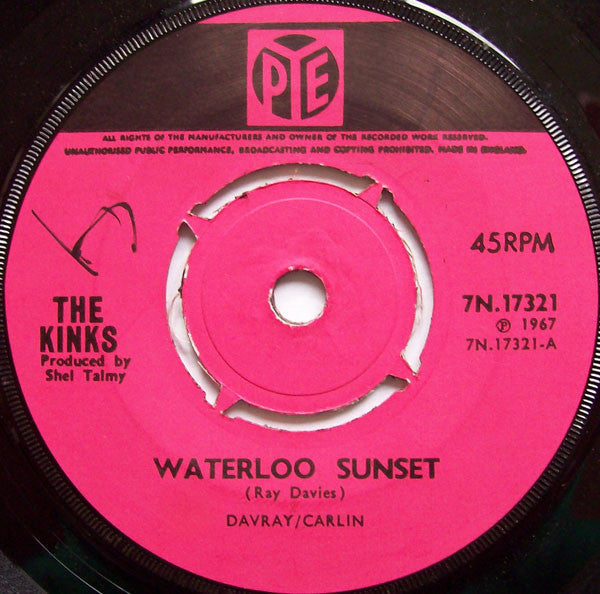 PYE
ALL RIGHTS OF THE MANUFACTURERS AND OWNER OF THE RECORDED WORK RESERVED.
UNAUTHORISED PUBLIC PERFORMANCE, BROADCASTING AND COPYING PROHIBITED. MADE IN ENGLAND.
45RPM
THE
KINKS
Produced by
Shel Talmy
7N.17321
Ⓟ 1967
7N.17321-A
WATERLOO SUNSET
(Ray Davies)
DAVRAY/CARLIN